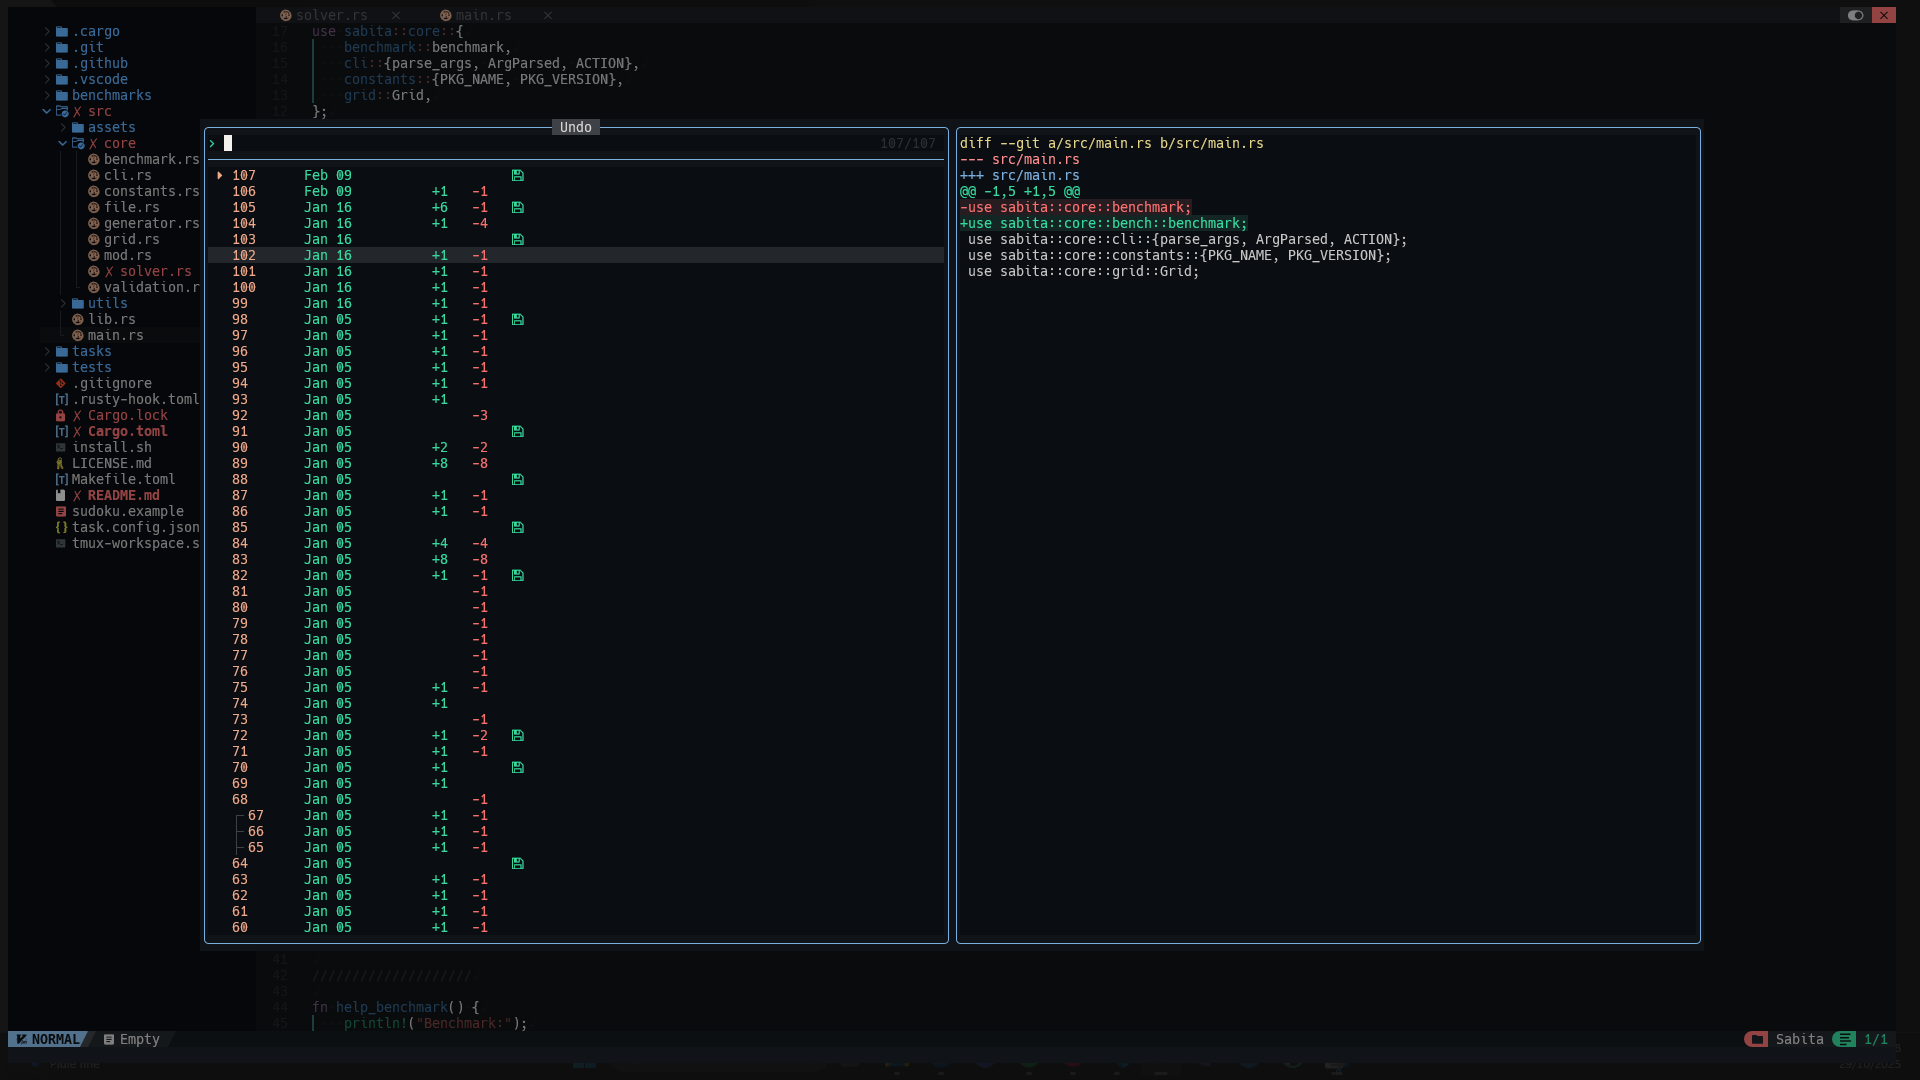 solver.rs × main.rs ×
.cargo
.git
.github
.vscode
benchmarks
✗ src
assets
✗ core
benchmark.rs
cli.rs
constants.rs
file.rs
generator.rs
grid.rs
mod.rs
✗ solver.rs
validation.r
utils
lib.rs
main.rs
tasks
tests
.gitignore
.rusty-hook.toml
✗ Cargo.lock
✗ Cargo.toml
install.sh
LICENSE.md
Makefile.toml
✗ README.md
sudoku.example
task.config.json
tmux-workspace.s
17 use sabita::core::{
16 benchmark::benchmark,
15 cli::{parse_args, ArgParsed, ACTION},
14 constants::{PKG_NAME, PKG_VERSION},
13 grid::Grid,
12 };
Undo
> 107/107
107 Feb 09
106 Feb 09 +1 -1
105 Jan 16 +6 -1
104 Jan 16 +1 -4
103 Jan 16
102 Jan 16 +1 -1
101 Jan 16 +1 -1
100 Jan 16 +1 -1
99 Jan 16 +1 -1
98 Jan 05 +1 -1
97 Jan 05 +1 -1
96 Jan 05 +1 -1
95 Jan 05 +1 -1
94 Jan 05 +1 -1
93 Jan 05 +1
92 Jan 05 -3
91 Jan 05
90 Jan 05 +2 -2
89 Jan 05 +8 -8
88 Jan 05
87 Jan 05 +1 -1
86 Jan 05 +1 -1
85 Jan 05
84 Jan 05 +4 -4
83 Jan 05 +8 -8
82 Jan 05 +1 -1
81 Jan 05 -1
80 Jan 05 -1
79 Jan 05 -1
78 Jan 05 -1
77 Jan 05 -1
76 Jan 05 -1
75 Jan 05 +1 -1
74 Jan 05 +1
73 Jan 05 -1
72 Jan 05 +1 -2
71 Jan 05 +1 -1
70 Jan 05 +1
69 Jan 05 +1
68 Jan 05 -1
67 Jan 05 +1 -1
66 Jan 05 +1 -1
65 Jan 05 +1 -1
64 Jan 05
63 Jan 05 +1 -1
62 Jan 05 +1 -1
61 Jan 05 +1 -1
60 Jan 05 +1 -1
diff --git a/src/main.rs b/src/main.rs
--- src/main.rs
+++ src/main.rs
@@ -1,5 +1,5 @@
-use sabita::core::benchmark;
+use sabita::core::bench::benchmark;
use sabita::core::cli::{parse_args, ArgParsed, ACTION};
use sabita::core::constants::{PKG_NAME, PKG_VERSION};
use sabita::core::grid::Grid;
41
42 ////////////////////
43
44 fn help_benchmark() {
45 println!("Benchmark:");
NORMAL Empty Sabita 1/1